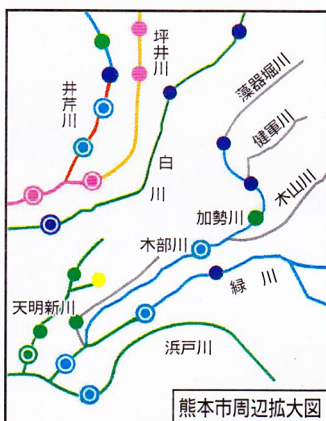 坪井川
井芹川
藻器堀川
健軍川
白川
木山川
加勢川
木部川
緑川
天明新川
浜戸川
熊本市周辺拡大図